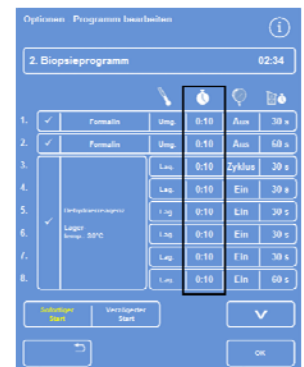 Optionen  Programm bearbeiten
2. Biopsieprogramm 02:34
1. Formalin Umg. 0:10 Aus 30 s
2. Formalin Umg. 0:10 Aus 60 s
3. Lag. 0:10 Zyklus 30 s
4. Lag. 0:10 Ein 30 s
5. Lag. 0:10 Ein 30 s
Lager
6. Lag. 0:10 Ein 30 s
7. Lag. 0:10 Ein 30 s
8. Lag. 0:10 Ein 60 s
Sofortiger Verzögerter
Start Start
OK